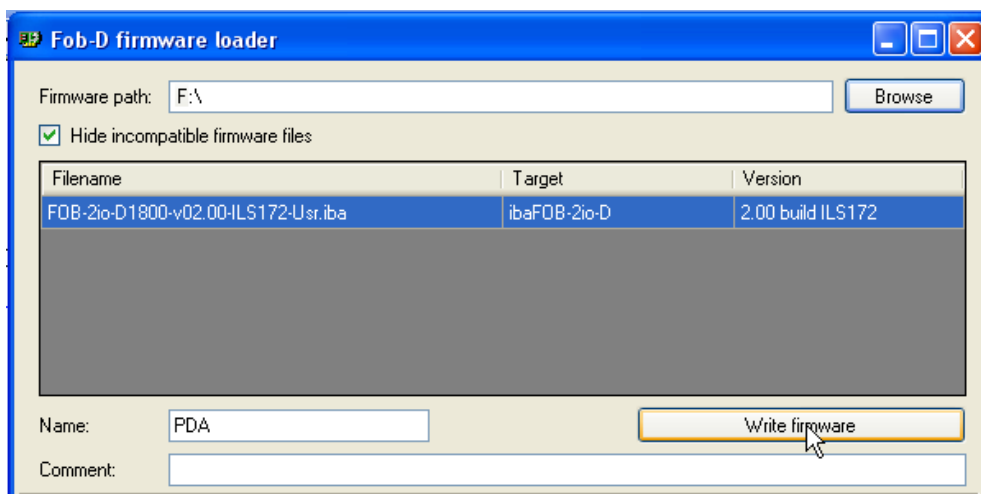 Fob-D firmware loader
Firmware path: F:\ Browse
Hide incompatible firmware files
Filename Target Version
FOB-2io-D1800-v02.00-ILS172-Usr.iba ibaFOB-2io-D 2.00 build ILS172
Name: PDA Write firmware
Comment: